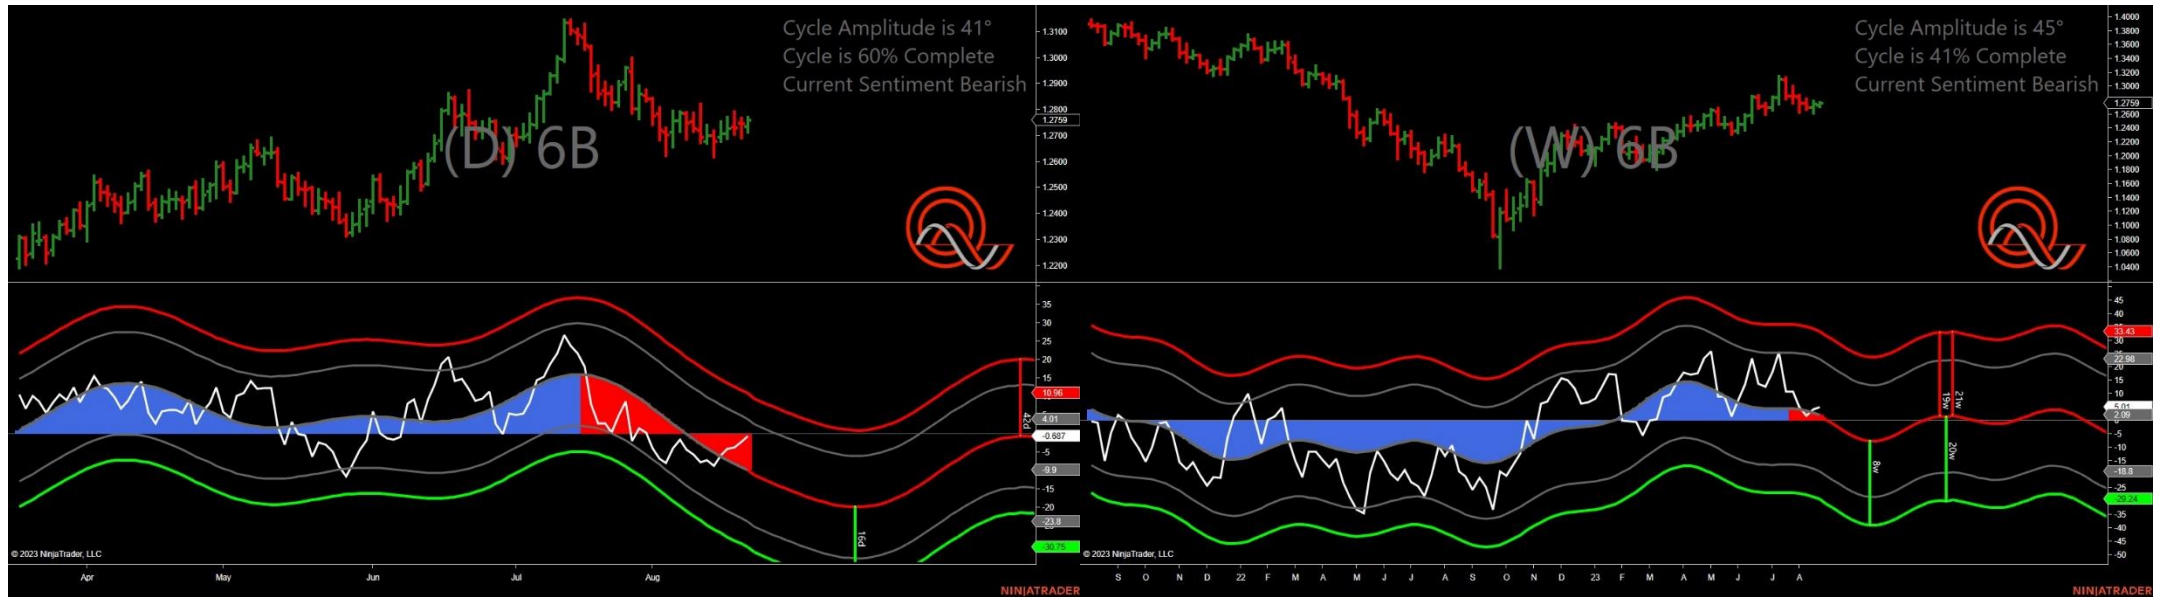 Cycle Amplitude is 41°
Cycle is 60% Complete
Current Sentiment Bearish
(D) 6B
1.3100
1.3000
1.2900
1.2800
1.2759
1.2700
1.2600
1.2500
1.2400
1.2300
1.2200
35
30
25
20
15
10.96
4.01
-0.687
-5
-9.9
-15
-20
-23.8
-30.75
42d
16d
© 2023 NinjaTrader, LLC
Apr
May
Jun
Jul
Aug
NINJATRADER
Cycle Amplitude is 45°
Cycle is 41% Complete
Current Sentiment Bearish
(W) 6B
1.4000
1.3800
1.3600
1.3400
1.3200
1.3000
1.2759
1.2600
1.2400
1.2200
1.2000
1.1800
1.1600
1.1400
1.1200
1.1000
1.0800
1.0600
1.0400
45
40
33.43
30
22.98
20
15
10
5.01
2.09
-5
-10
-15
-18.8
-25
-29.24
-35
-40
-45
-50
19w
21w
20w
8w
© 2023 NinjaTrader, LLC
S O N D 22 F M A M J J A S O N D 23 F M A M J J A
NINJATRADER